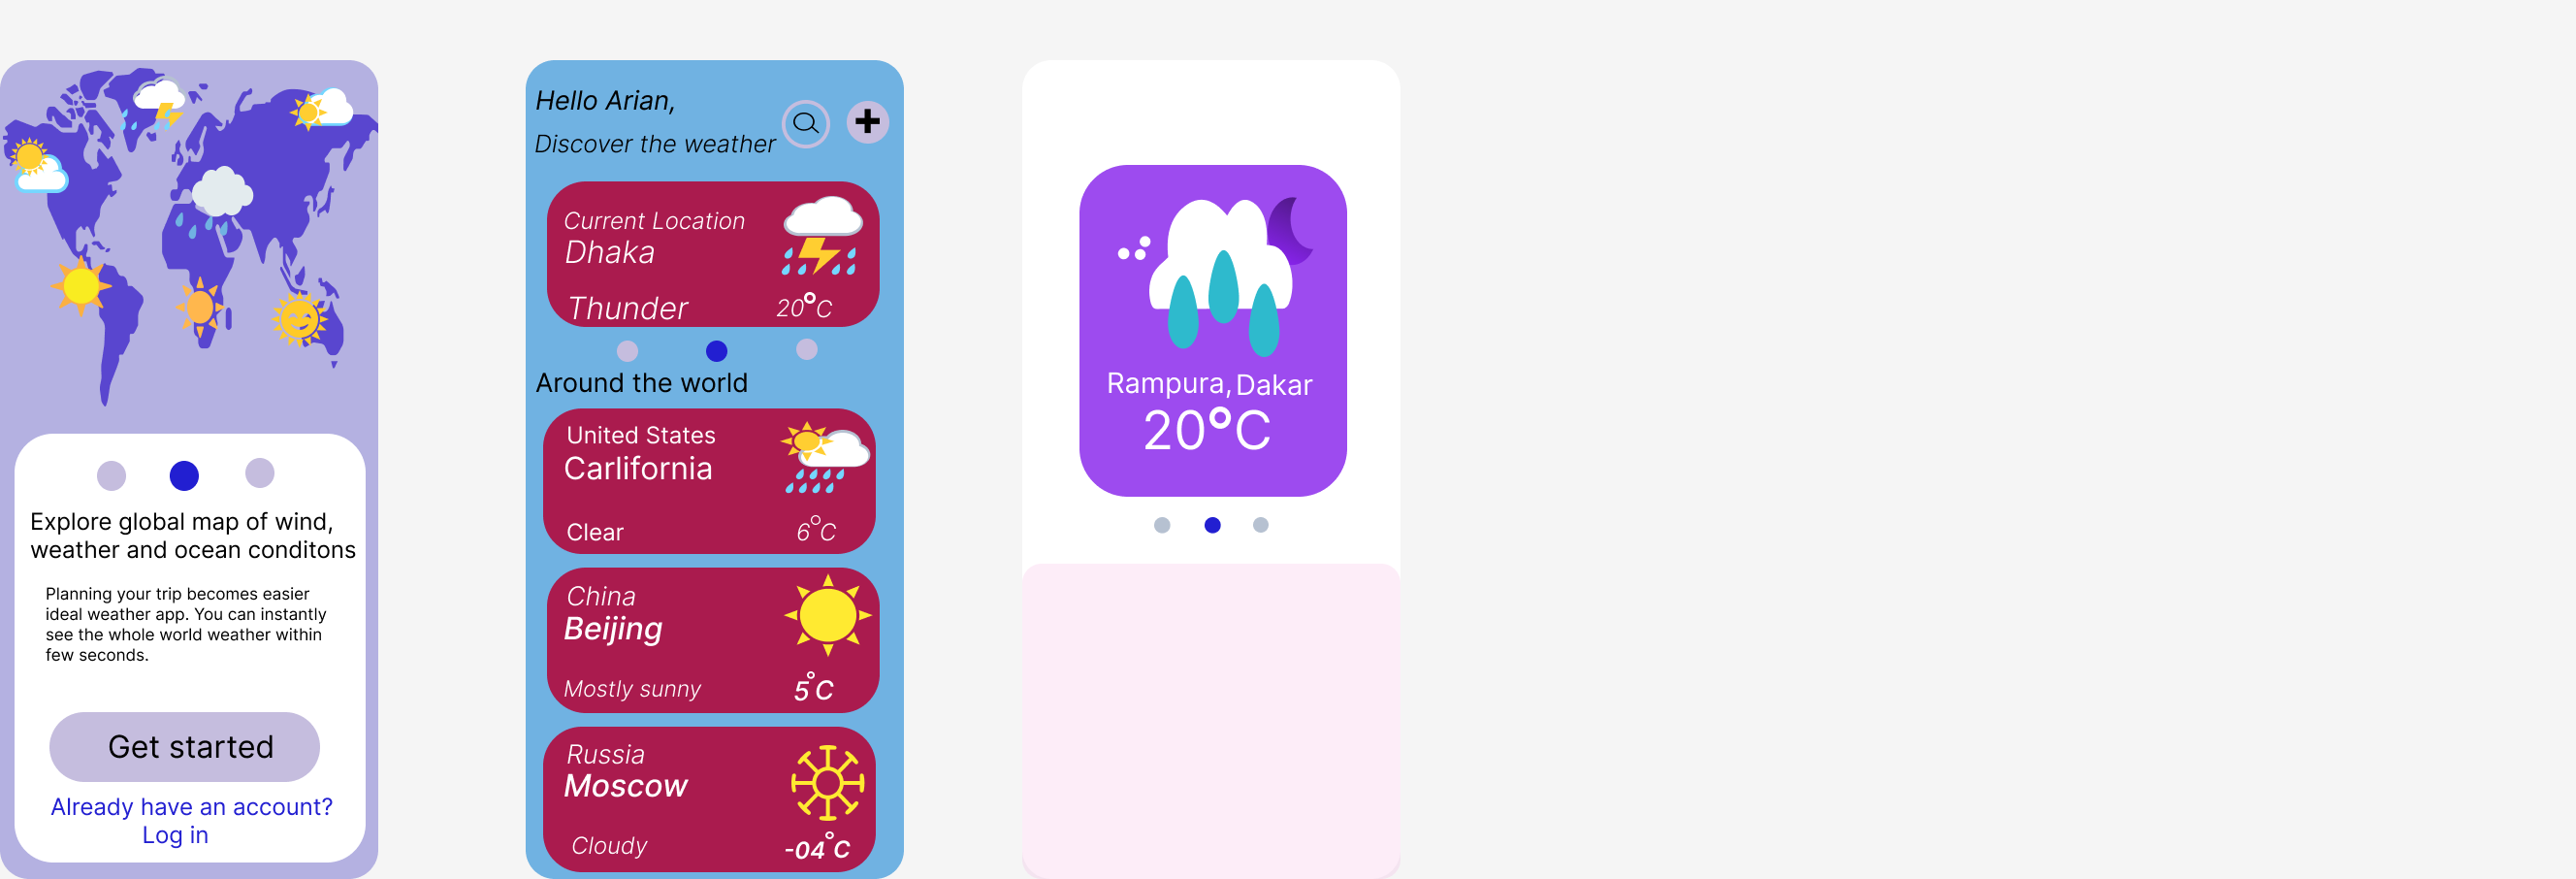 Explore global map of wind,
weather and ocean conditons
Planning your trip becomes easier
ideal weather app. You can instantly
see the whole world weather within
few seconds.
Get started
Already have an account?
Log in
Hello Arian,
Discover the weather
Current Location
Dhaka
Thunder
20°C
Around the world
United States
Carlifornia
Clear
6°C
China
Beijing
Mostly sunny
5°C
Russia
Moscow
Cloudy
-04°C
Rampura, Dakar
20°C